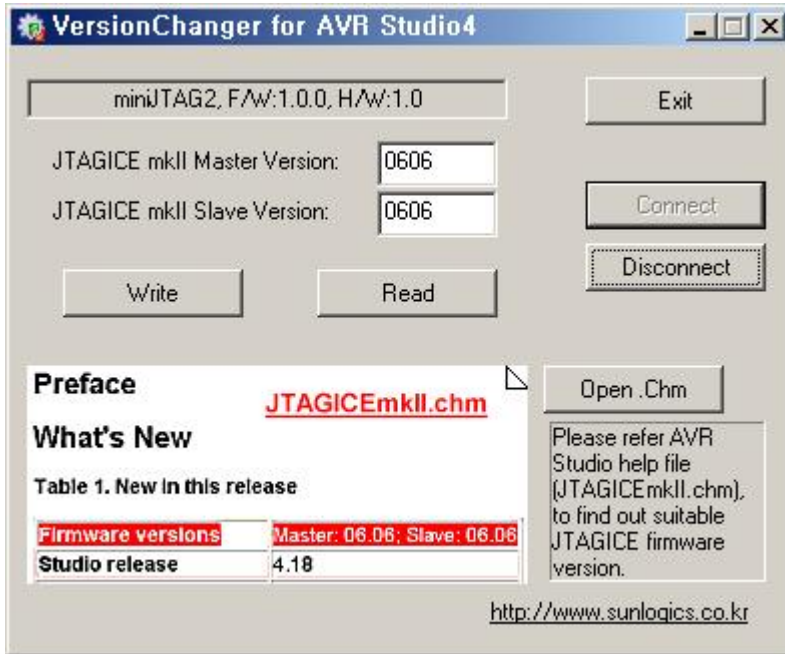 VersionChanger for AVR Studio4
miniJTAG2, F/W:1.0.0, H/W:1.0
Exit
JTAGICE mkII Master Version: 0606
JTAGICE mkII Slave Version: 0606
Connect
Disconnect
Write
Read
Preface
JTAGICEmkII.chm
What's New
Table 1. New in this release
Firmware versions Master: 06.06; Slave: 06.06
Studio release 4.18
Open .Chm
Please refer AVR
Studio help file
(JTAGICEmkII.chm),
to find out suitable
JTAGICE firmware
version.
http://www.sunlogics.co.kr